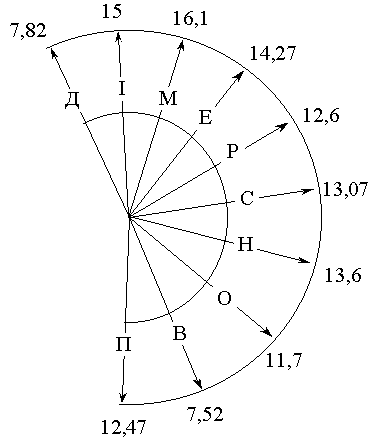 7,82
15
16,1
14,27
12,6
13,07
13,6
11,7
7,52
12,47
Д
І
М
Е
Р
С
Н
О
В
П